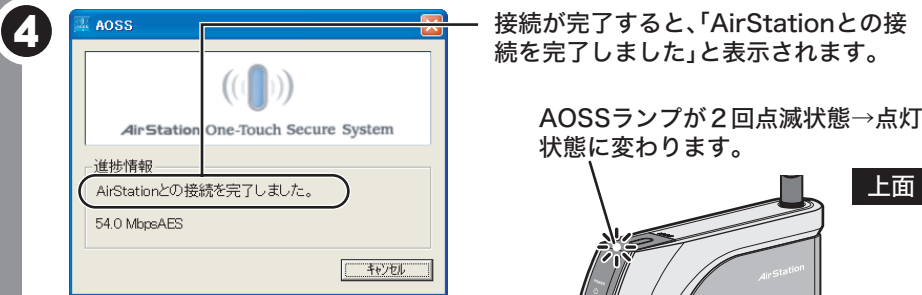 4
AOSS
AirStation One-Touch Secure System
進捗情報
AirStationとの接続を完了しました。
54.0 MbpsAES
キャンセル
接続が完了すると、「AirStationとの接
続を完了しました」と表示されます。
AOSSランプが2回点滅状態→点灯
状態に変わります。
上面
AirStation